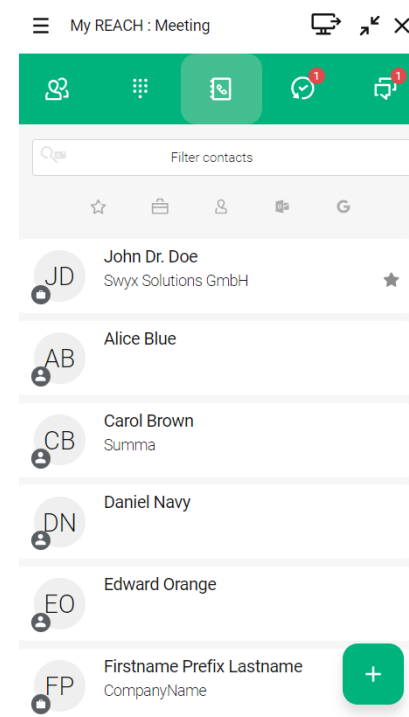 My REACH : Meeting
1
1
Filter contacts
G
JD
John Dr. Doe
Swyx Solutions GmbH
AB
Alice Blue
CB
Carol Brown
Summa
DN
Daniel Navy
EO
Edward Orange
FP
Firstname Prefix Lastname
CompanyName
+